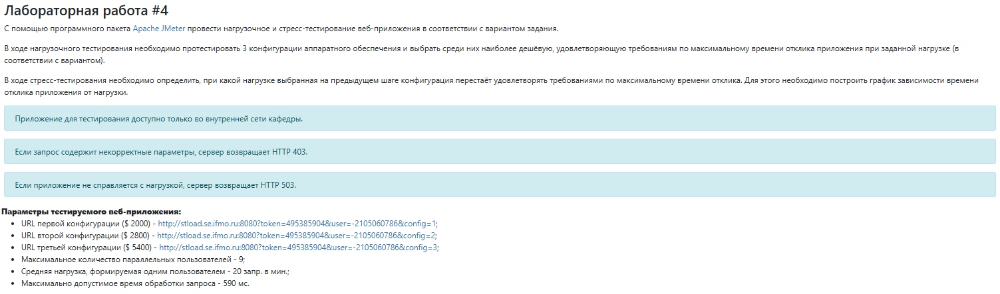 Лабораторная работа #4
С помощью программного пакета Apache JMeter провести нагрузочное и стресс-тестирование веб-приложения в соответствии с вариантом задания.
В ходе нагрузочного тестирования необходимо протестировать 3 конфигурации аппаратного обеспечения и выбрать среди них наиболее дешёвую, удовлетворяющую требованиям по максимальному времени отклика приложения при заданной нагрузке (в
соответствии с вариантом).
В ходе стресс-тестирования необходимо определить, при какой нагрузке выбранная на предыдущем шаге конфигурация перестаёт удовлетворять требованиями по максимальному времени отклика. Для этого необходимо построить график зависимости времени
отклика приложения от нагрузки.
Приложение для тестирования доступно только во внутренней сети кафедры.
Если запрос содержит некорректные параметры, сервер возвращает HTTP 403.
Если приложение не справляется с нагрузкой, сервер возвращает HTTP 503.
Параметры тестируемого веб-приложения:
• URL первой конфигурации ($ 2000) - http://stload.se.ifmo.ru:8080?token=495385904&user=-2105060786&config=1;
• URL второй конфигурации ($ 2800) - http://stload.se.ifmo.ru:8080?token=495385904&user=-2105060786&config=2;
• URL третьей конфигурации ($ 5400) - http://stload.se.ifmo.ru:8080?token=495385904&user=-2105060786&config=3;
• Максимальное количество параллельных пользователей - 9;
• Средняя нагрузка, формируемая одним пользователем - 20 запр. в мин.;
• Максимально допустимое время обработки запроса - 590 мс.